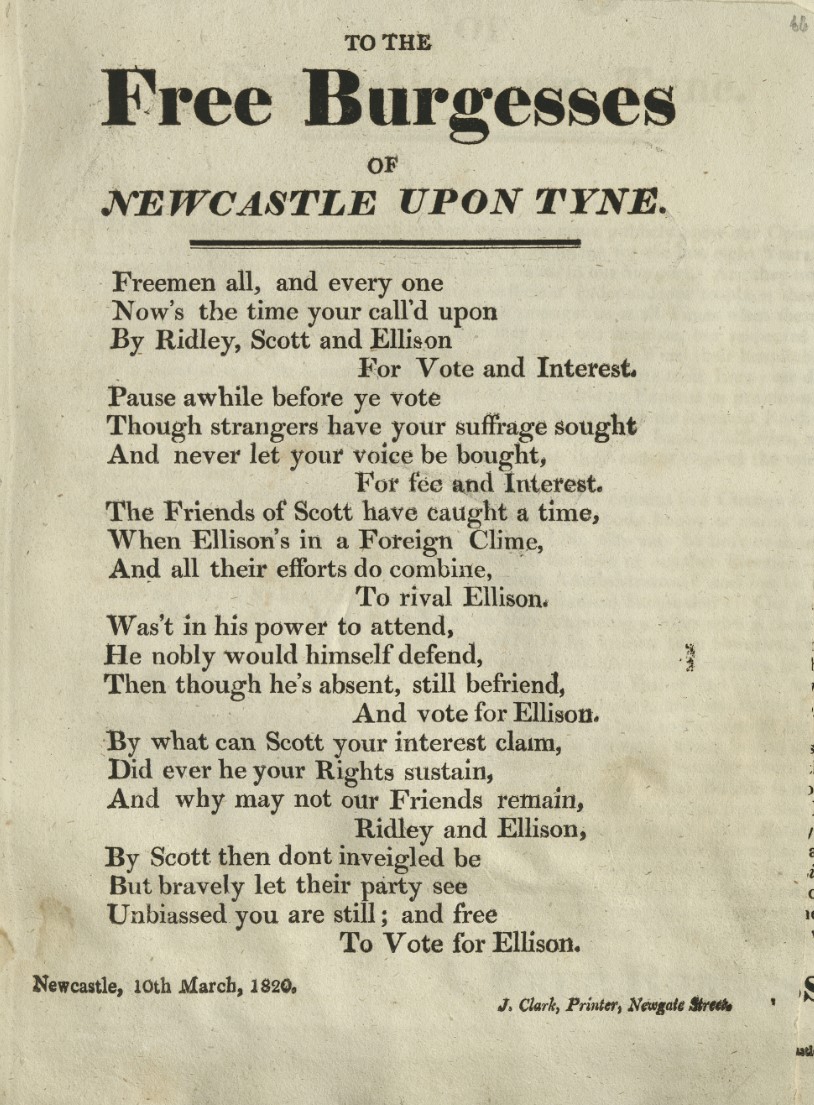 66
TO THE
Free Burgesses
OF
NEWCASTLE UPON TYNE.
Freemen all, and every one
Now's the time your call'd upon
By Ridley, Scott and Ellison
For Vote and Interest.
Pause awhile before ye vote
Though strangers have your suffrage sought
And never let your voice be bought,
For fee and Interest.
The Friends of Scott have caught a time,
When Ellison's in a Foreign Clime,
And all their efforts do combine,
To rival Ellison.
Was't in his power to attend,
He nobly would himself defend,
Then though he's absent, still befriend,
And vote for Ellison.
By what can Scott your interest claim,
Did ever he your Rights sustain,
And why may not our Friends remain,
Ridley and Ellison,
By Scott then dont inveigled be
But bravely let their party see
Unbiassed you are still; and free
To Vote for Ellison.
Newcastle, 10th March, 1820.
J. Clark, Printer, Newgate Street.